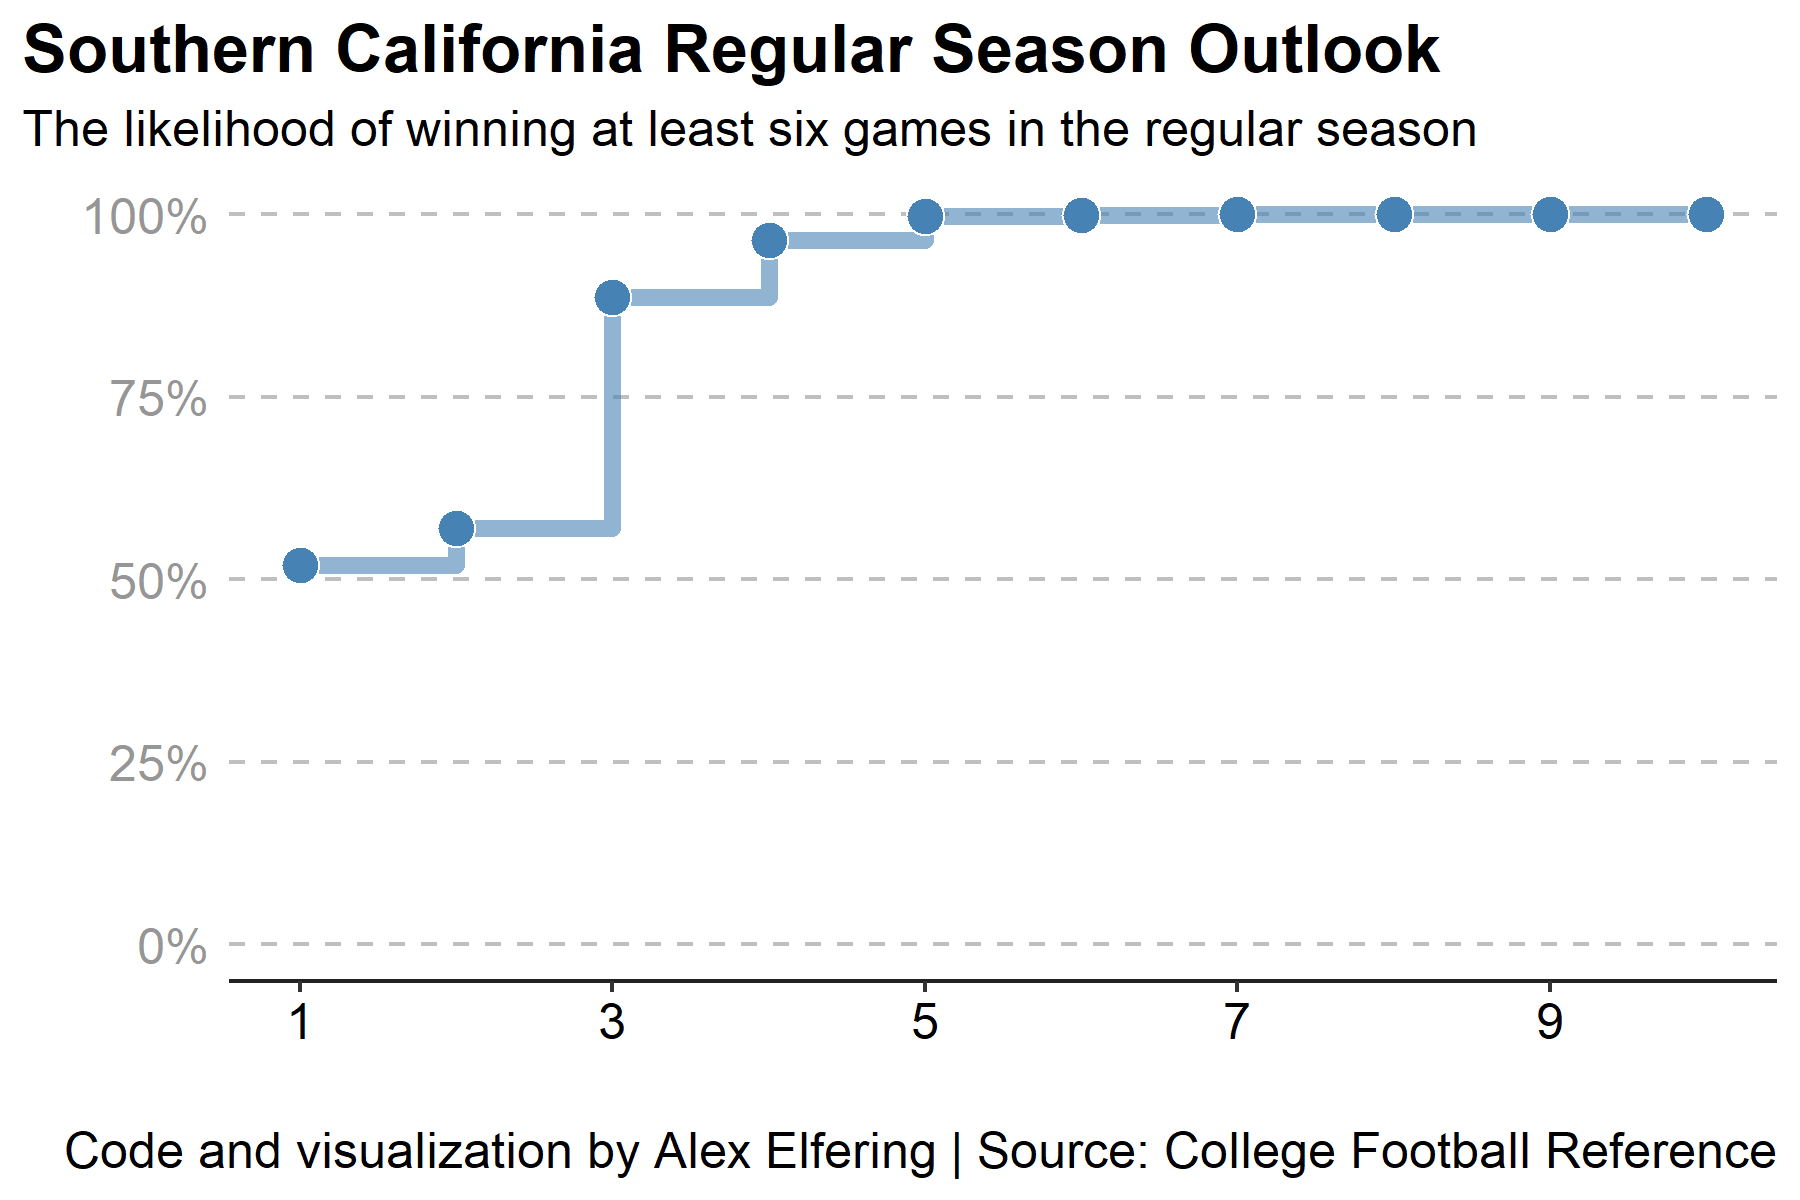 Southern California Regular Season Outlook
The likelihood of winning at least six games in the regular season
100%
75%
50%
25%
0%
1 3 5 7 9
Code and visualization by Alex Elfering | Source: College Football Reference